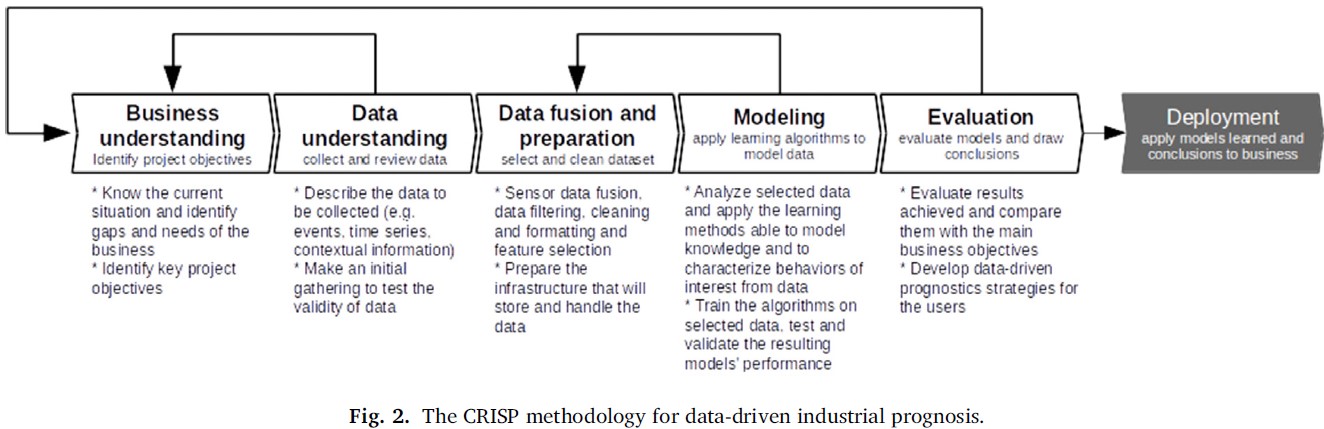 Business
understanding
Identify project objectives
* Know the current
situation and identify
gaps and needs of the
business
* Identify key project
objectives
Data
understanding
collect and review data
* Describe the data to
be collected (e.g.
events, time series,
contextual information)
* Make an initial
gathering to test the
validity of data
Data fusion and
preparation
select and clean dataset
* Sensor data fusion,
data filtering, cleaning
and formatting and
feature selection
* Prepare the
infrastructure that will
store and handle the
data
Modeling
apply learning algorithms to
model data
* Analyze selected data
and apply the learning
methods able to model
knowledge and to
characterize behaviors of
interest from data
* Train the algorithms on
selected data, test and
validate the resulting
models' performance
Evaluation
evaluate models and draw
conclusions
* Evaluate results
achieved and compare
them with the main
business objectives
* Develop data-driven
prognostics strategies for
the users
Deployment
apply models learned and
conclusions to business
Fig. 2. The CRISP methodology for data-driven industrial prognosis.